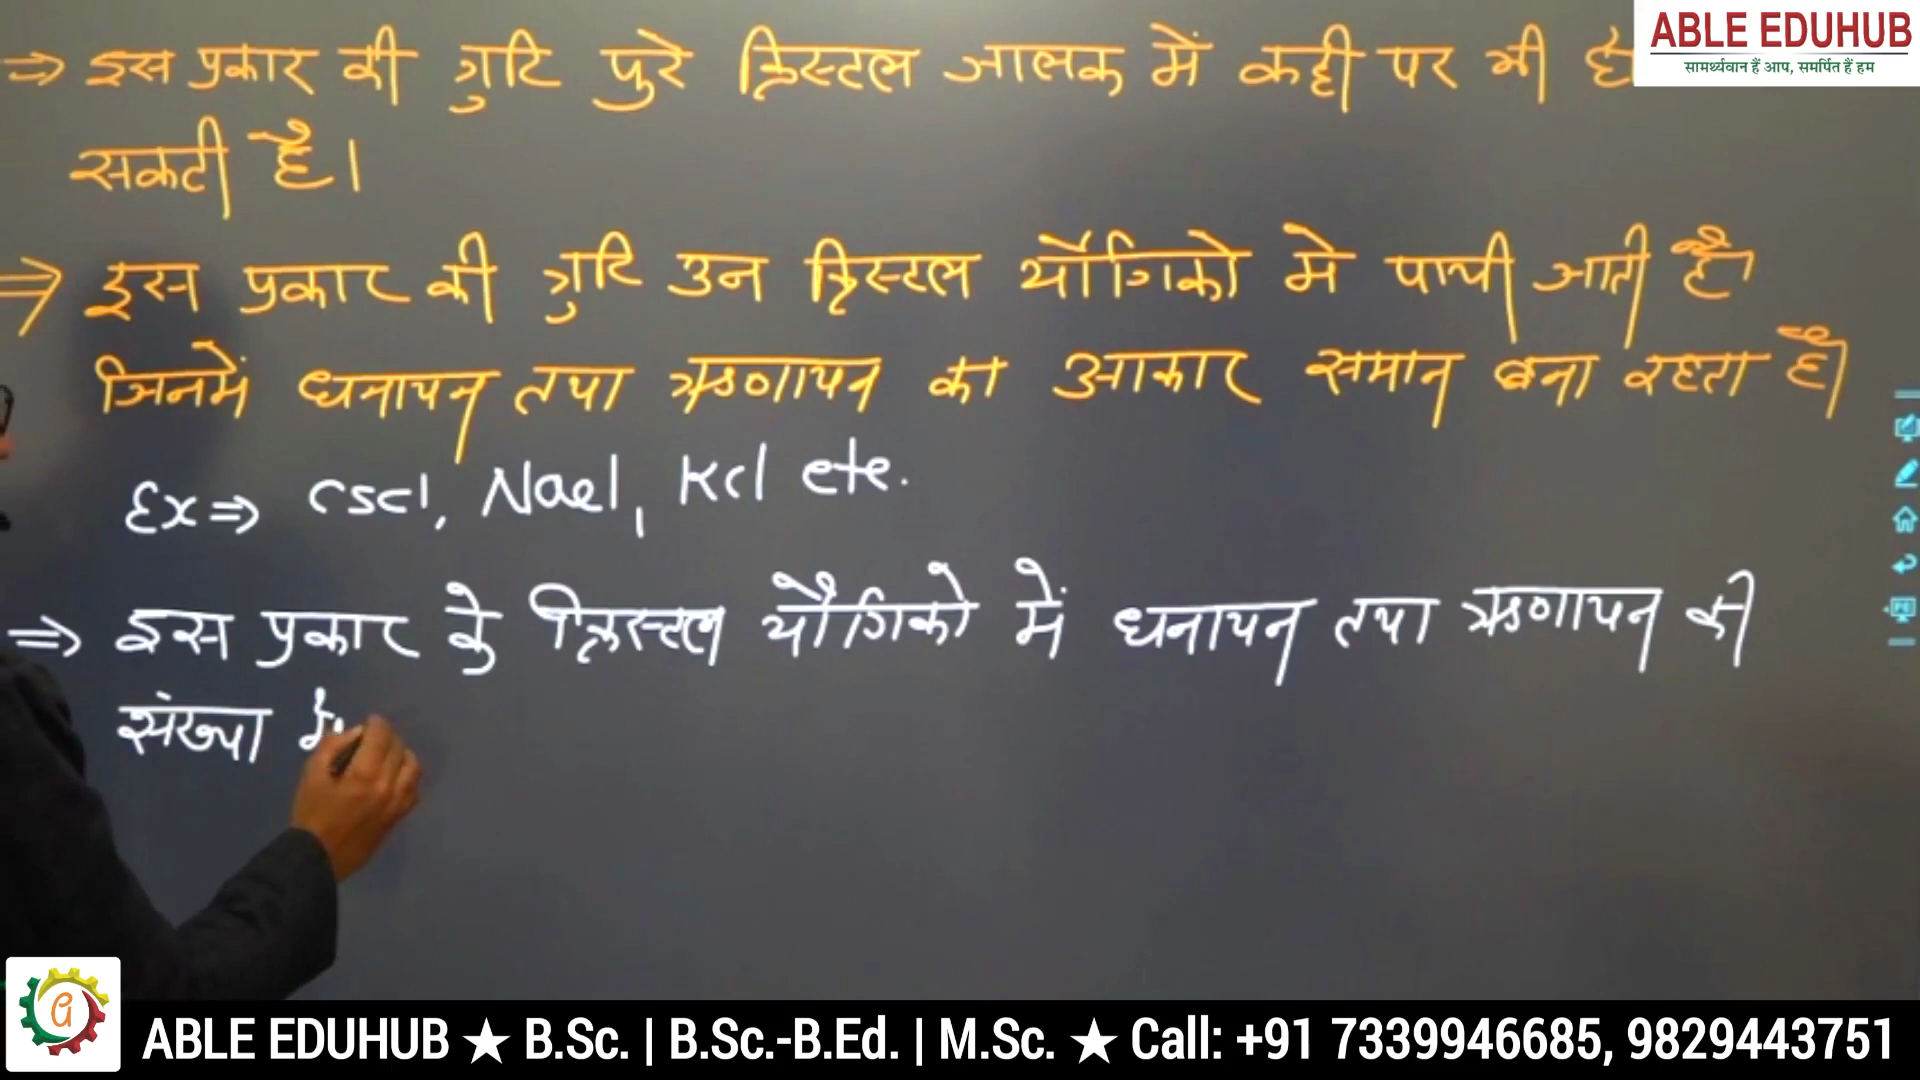 ⇒ इस प्रकार की त्रुटि पुरे क्रिस्टल जालक में कही पर भी हो
सकती है।
⇒ इस प्रकार की त्रुटि उन क्रिस्टल यौगिको मे पायी जाती है।
जिनमें धनायन तथा ऋणायन का आकार समान बना रहता है।
Ex ⇒ Cscl, Nacl, Kcl etc.
⇒ इस प्रकार के क्रिस्टल यौगिको में धनायन तथा ऋणायन की
संख्या
ABLE EDUHUB
सामर्थ्यवान हैं आप, समर्पित हैं हम
ABLE EDUHUB ★ B.Sc. | B.Sc.-B.Ed. | M.Sc. ★ Call: +91 7339946685, 9829443751